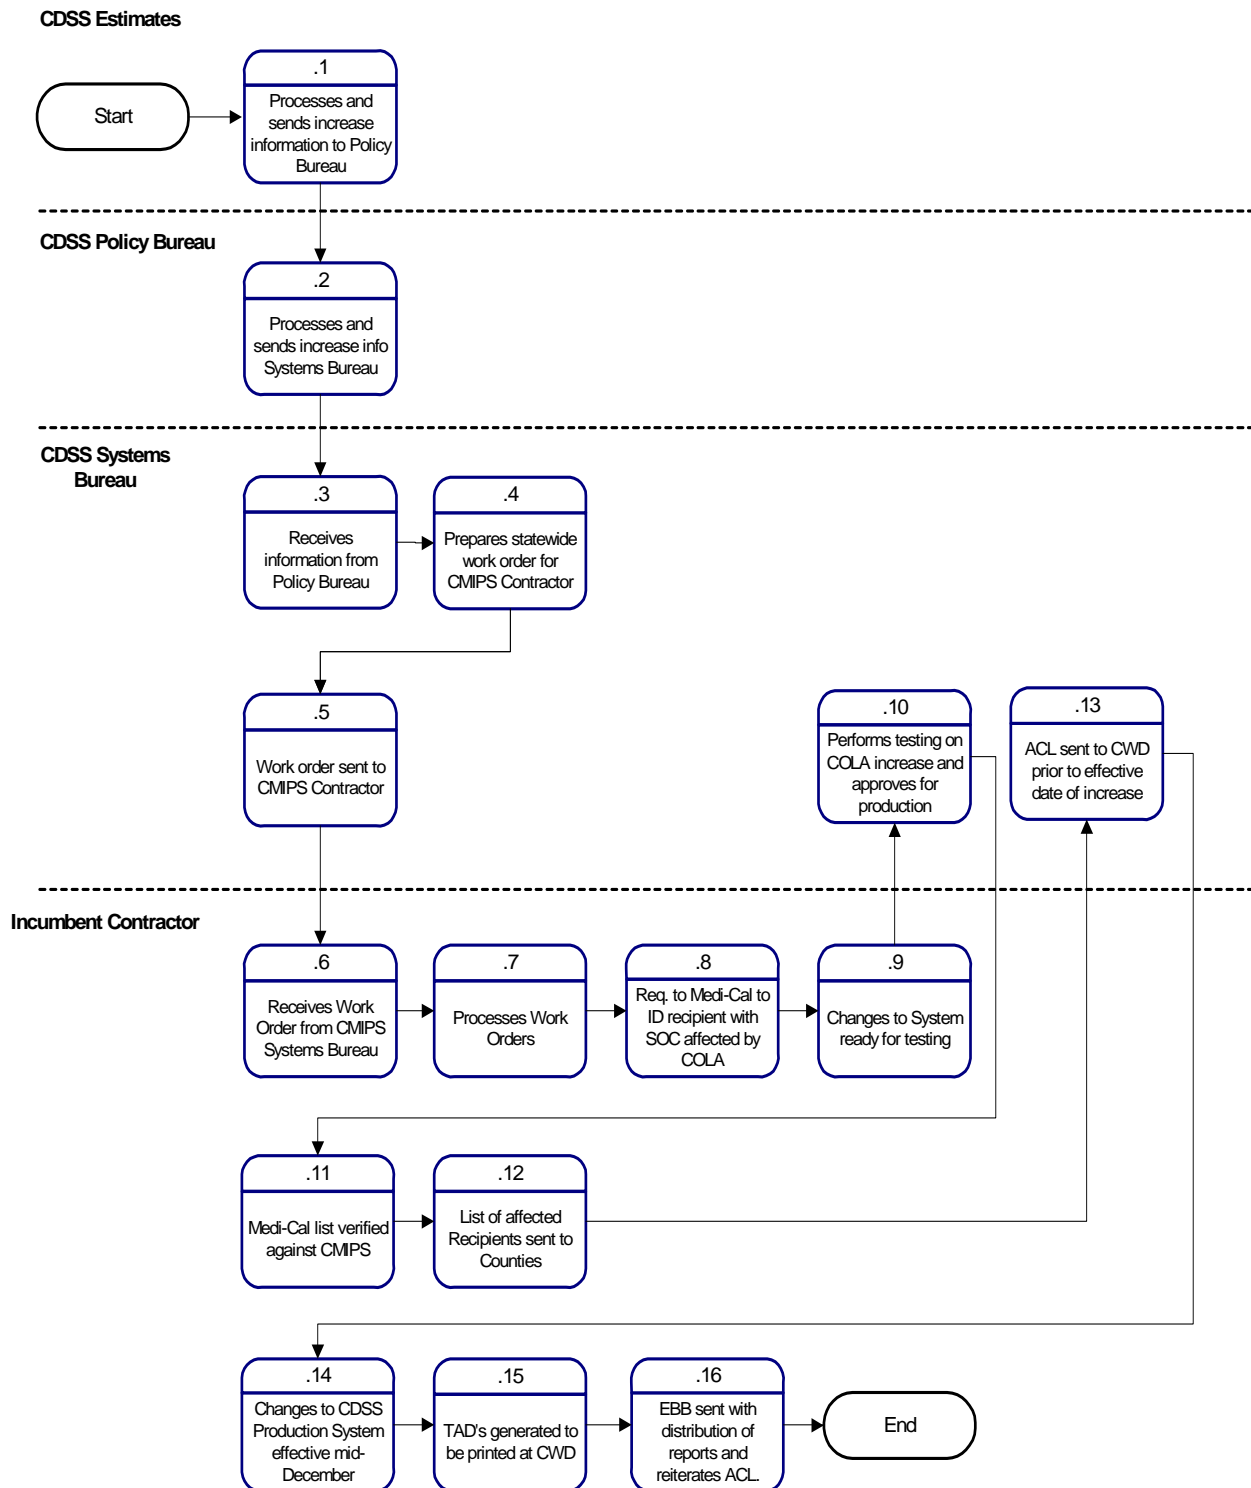 CDSS Estimates
.1
Start
Processes and
sends increase
information to Policy
Bureau
CDSS Policy Bureau
.2
Processes and
sends increase info
Systems Bureau
CDSS Systems
Bureau
.3
Receives
information from
Policy Bureau
.4
Prepares statewide
work order for
CMIPS Contractor
.5
Work order sent to
CMIPS Contractor
.10
Performs testing on
COLA increase and
approves for
production
.13
ACL sent to CWD
prior to effective
date of increase
Incumbent Contractor
.6
Receives Work
Order from CMIPS
Systems Bureau
.7
Processes Work
Orders
.8
Req. to Medi-Cal to
ID recipient with
SOC affected by
COLA
.9
Changes to System
ready for testing
.11
Medi-Cal list verified
against CMIPS
.12
List of affected
Recipients sent to
Counties
.14
Changes to CDSS
Production System
effective mid-
December
.15
TAD's generated to
be printed at CWD
.16
EBB sent with
distribution of
reports and
reiterates ACL.
End